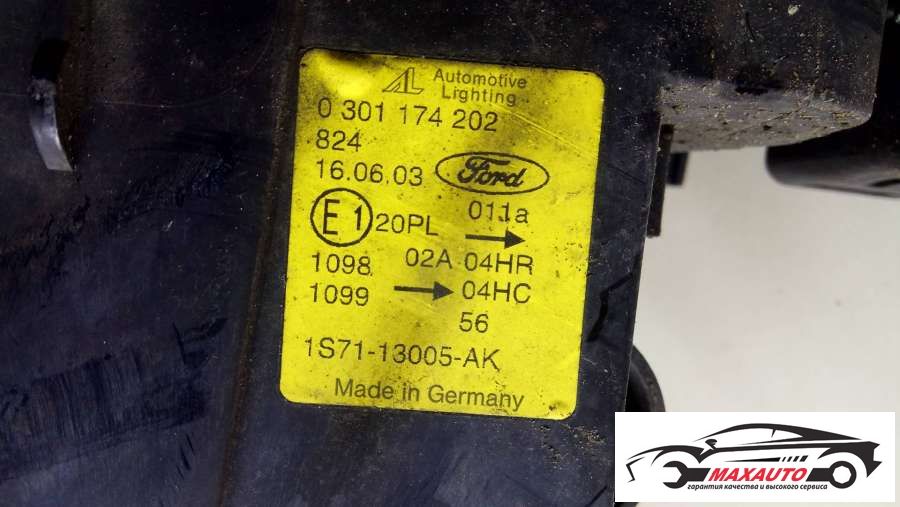 AL Automotive
Lighting
0 301 174 202
824
16.06.03 Ford
E1 20PL 011a
→
1098 02A 04HR
1099 → 04HC
56
1S71-13005-AK
Made in Germany
MAXAUTO
гарантия качества и высокого сервиса